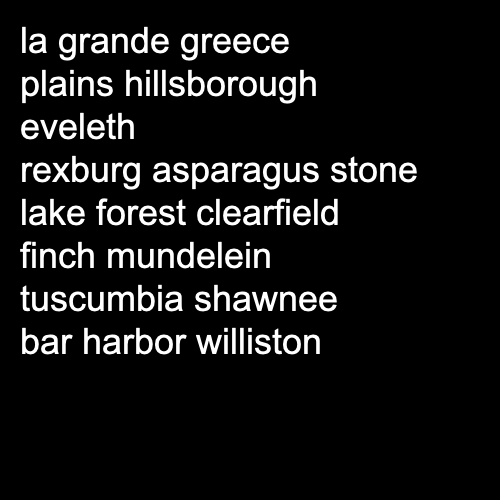 la grande greece
plains hillsborough
eveleth
rexburg asparagus stone
lake forest clearfield
finch mundelein
tuscumbia shawnee
bar harbor williston